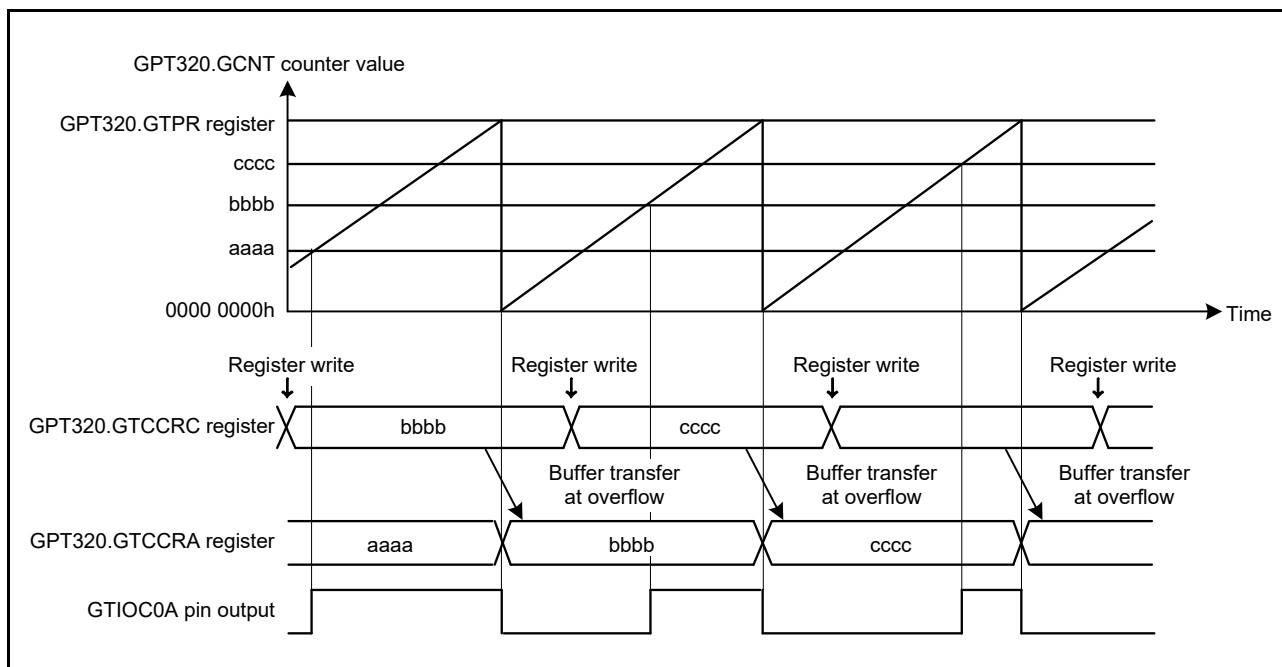 GPT320.GCNT counter value
GPT320.GTPR register
cccc
bbbb
aaaa
0000 0000h
Time
Register write
Register write
Register write
Register write
GPT320.GTCCRC register
bbbb
cccc
Buffer transfer
at overflow
Buffer transfer
at overflow
Buffer transfer
at overflow
GPT320.GTCCRA register
aaaa
bbbb
cccc
GTIOC0A pin output